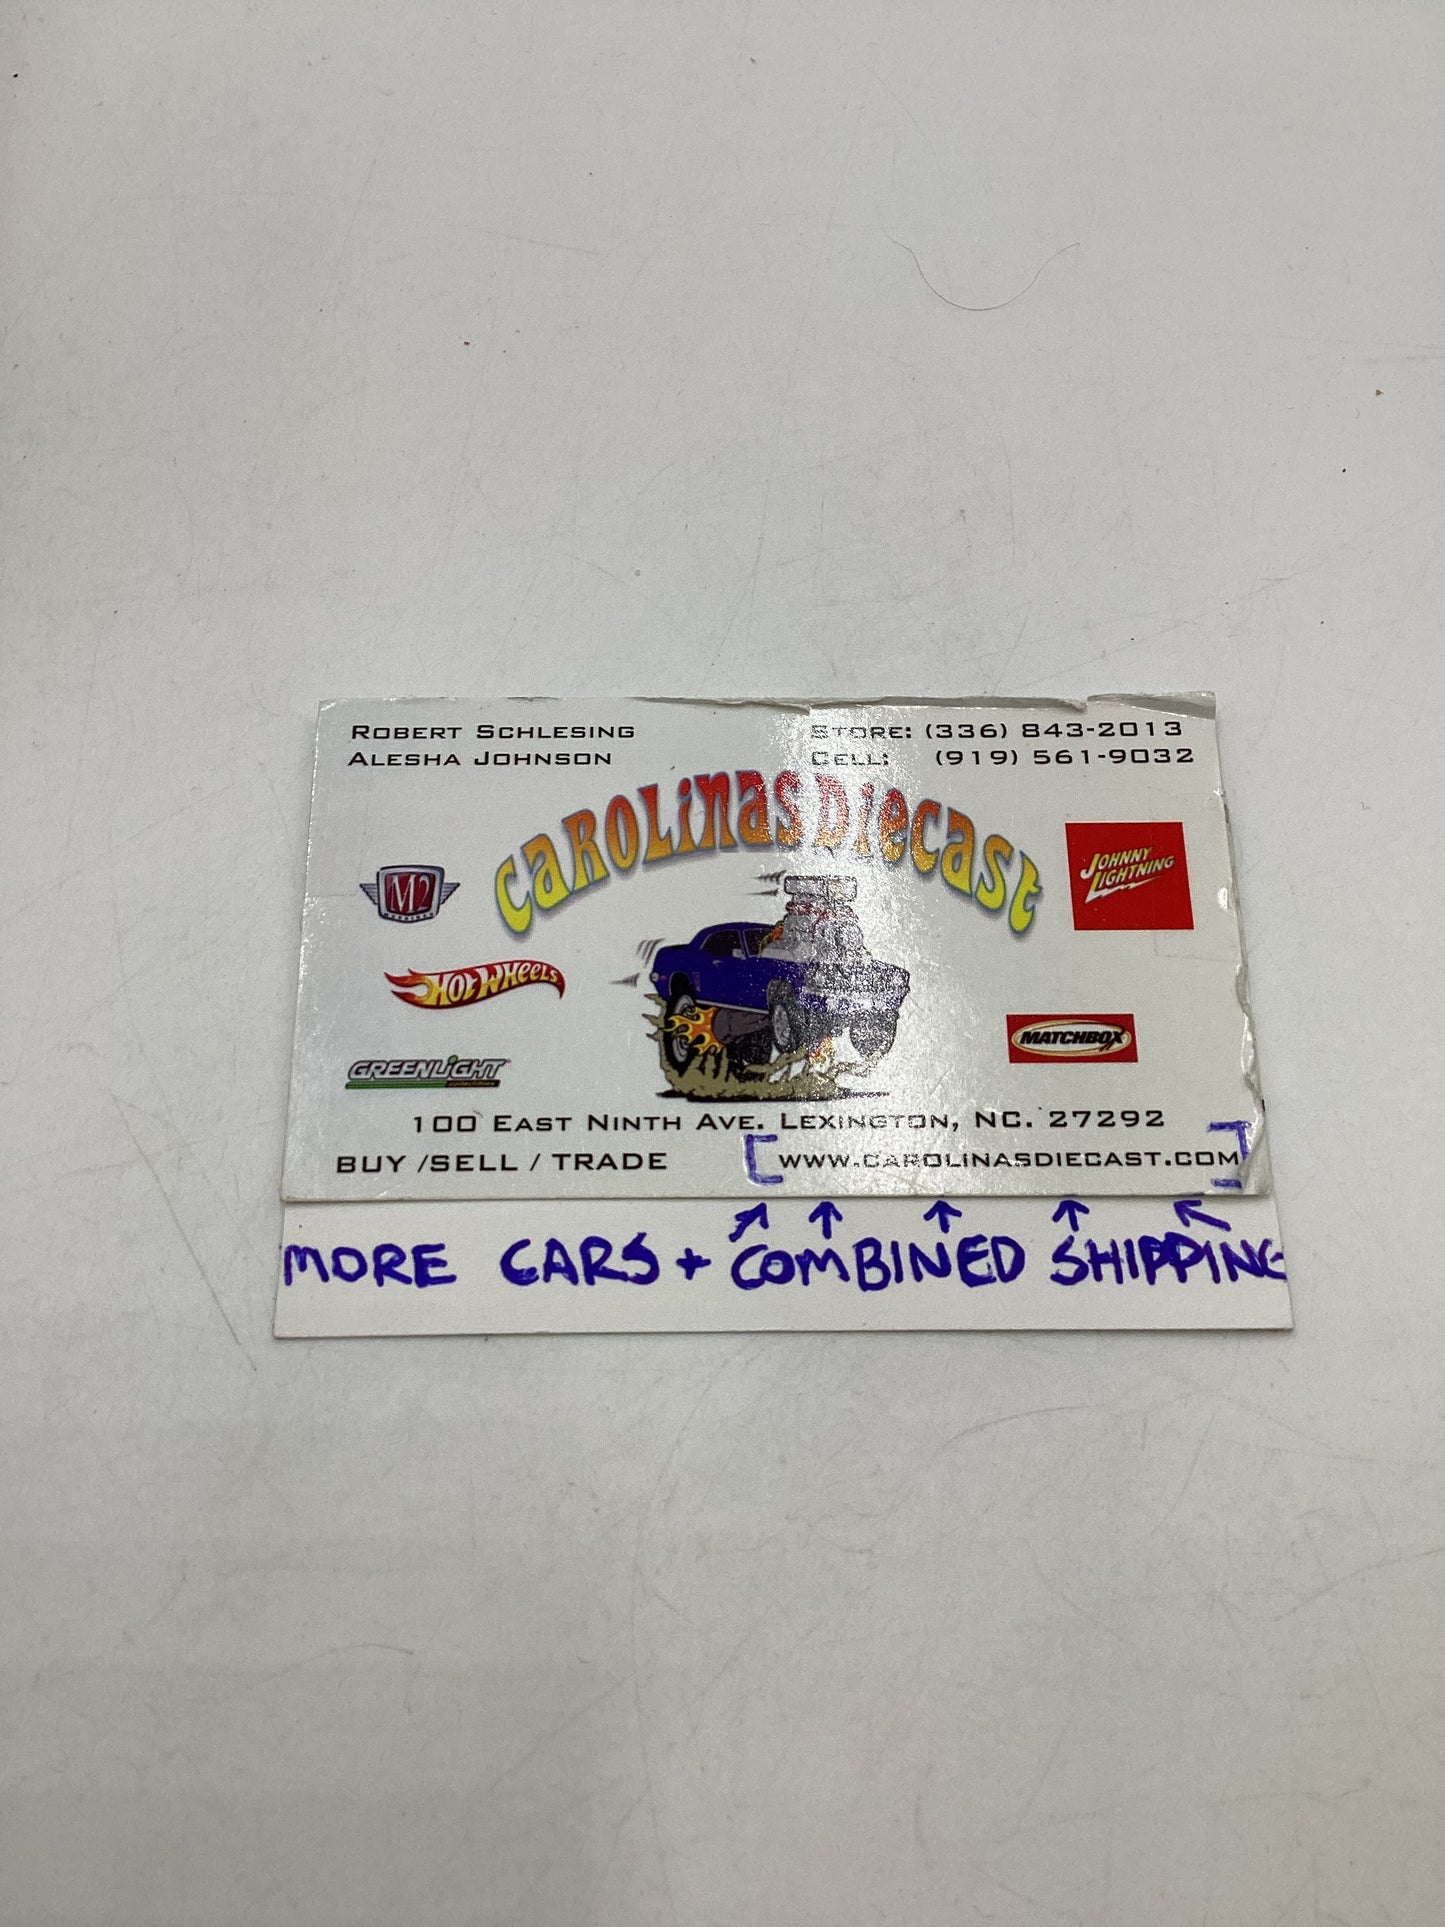 ROBERT SCHLESING
ALESHA JOHNSON
STORE: (336) 843-2013
CELL: (919) 561-9032
CAROLINAS DIECAST
M2
MACHINES
JOHNNY
LIGHTNING
HOT WHEELS
MATCHBOX
GREENLIGHT
collectibles
100 EAST NINTH AVE. LEXINGTON, NC. 27292
BUY /SELL / TRADE
[WWW.CAROLINASDIECAST.COM]
MORE CARS + COMBINED SHIPPING